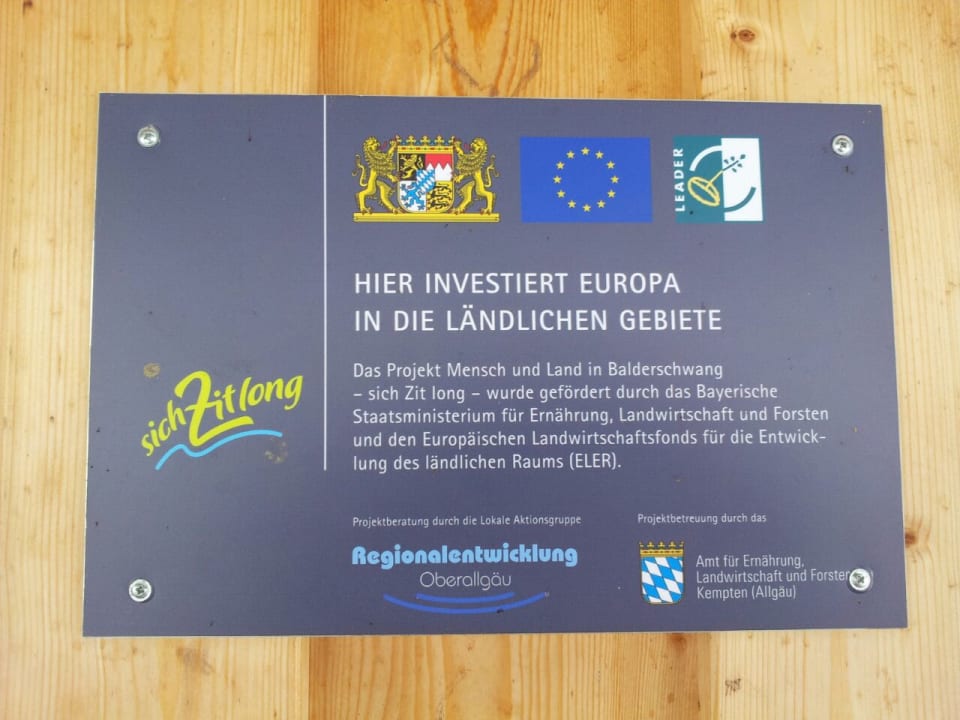 LEADER
HIER INVESTIERT EUROPA
IN DIE LÄNDLICHEN GEBIETE
Das Projekt Mensch und Land in Balderschwang
– sich Zit long – wurde gefördert durch das Bayerische
Staatsministerium für Ernährung, Landwirtschaft und Forsten
und den Europäischen Landwirtschaftsfonds für die Entwick-
lung des ländlichen Raums (ELER).
sich Zit long
Projektberatung durch die Lokale Aktionsgruppe
Regionalentwicklung
Oberallgäu
Projektbetreuung durch das
Amt für Ernährung,
Landwirtschaft und Forsten
Kempten (Allgäu)